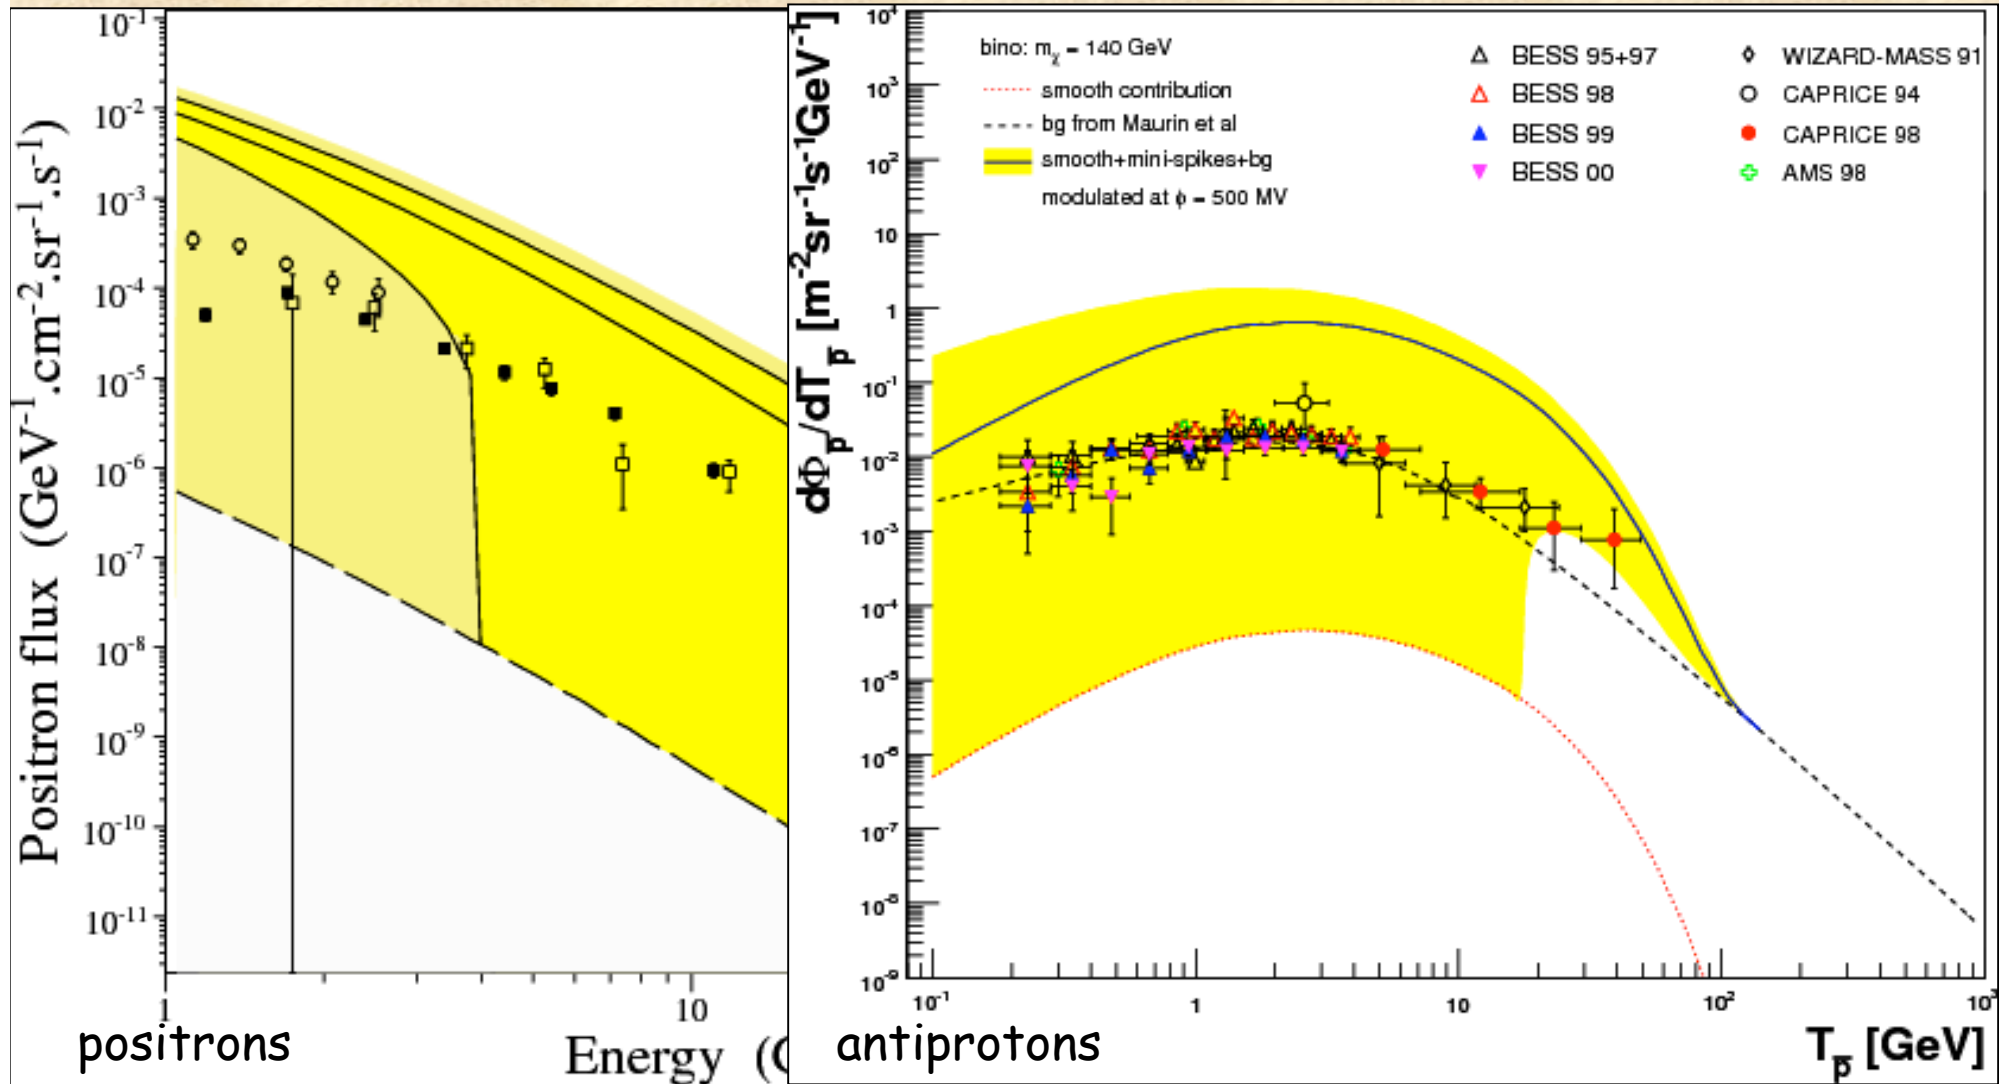 Positron flux (GeV⁻¹.cm⁻².sr⁻¹.s⁻¹)
10⁻¹
10⁻²
10⁻³
10⁻⁴
10⁻⁵
10⁻⁶
10⁻⁷
10⁻⁸
10⁻⁹
10⁻¹⁰
10⁻¹¹
1
10
Energy (
positrons
dΦp̅/dTp̅ [m⁻²sr⁻¹s⁻¹GeV⁻¹]
10⁴
10³
10²
10
1
10⁻¹
10⁻²
10⁻³
10⁻⁴
10⁻⁵
10⁻⁶
10⁻⁷
10⁻⁸
10⁻⁹
bino: mχ = 140 GeV
smooth contribution
bg from Maurin et al
smooth+mini-spikes+bg
modulated at ϕ = 500 MV
BESS 95+97
BESS 98
BESS 99
BESS 00
WIZARD-MASS 91
CAPRICE 94
CAPRICE 98
AMS 98
10⁻¹
1
10
10²
10³
Tp̅ [GeV]
antiprotons